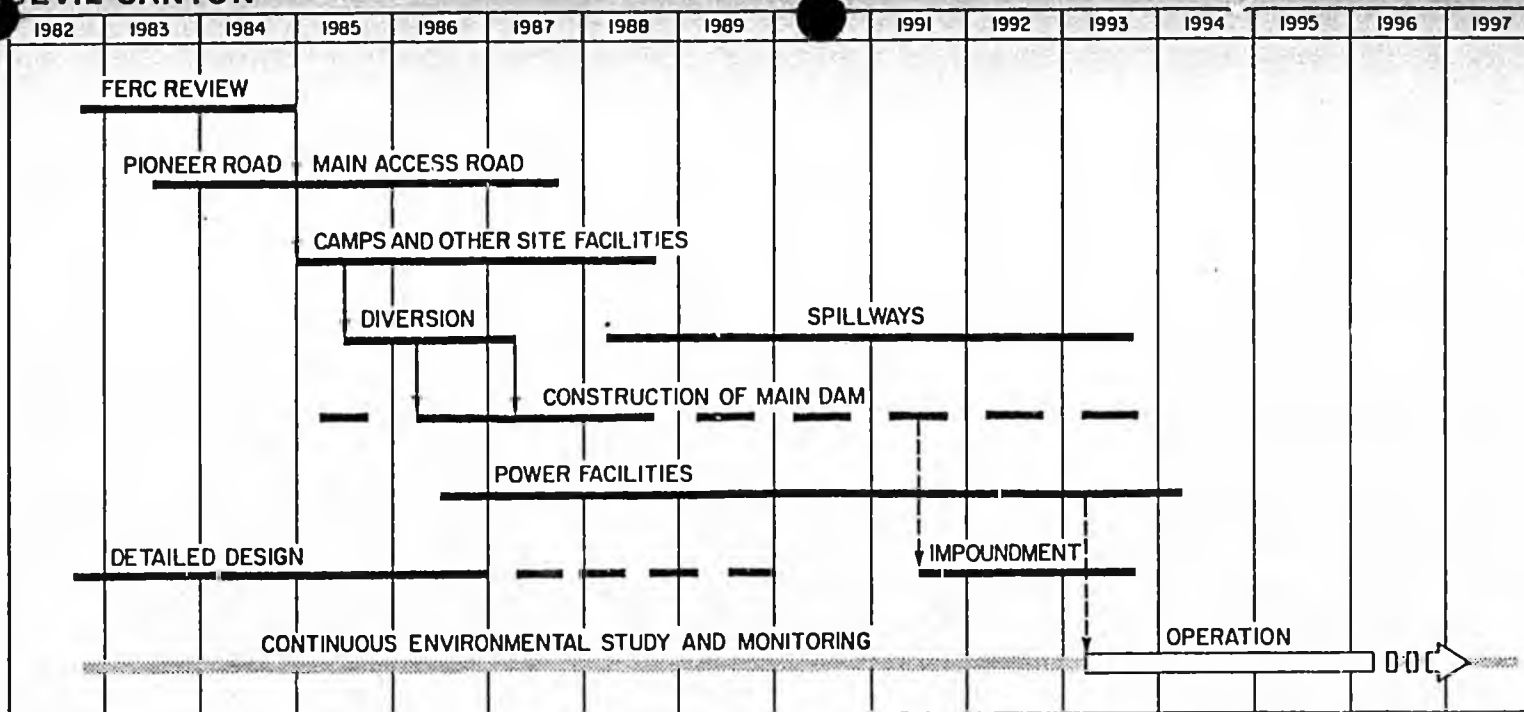 DEVIL CANYON
1982 1983 1984 1985 1986 1987 1988 1989 1991 1992 1993 1994 1995 1996 1997
FERC REVIEW
PIONEER ROAD MAIN ACCESS ROAD
CAMPS AND OTHER SITE FACILITIES
DIVERSION SPILLWAYS
CONSTRUCTION OF MAIN DAM
POWER FACILITIES
DETAILED DESIGN IMPOUNDMENT
CONTINUOUS ENVIRONMENTAL STUDY AND MONITORING OPERATION